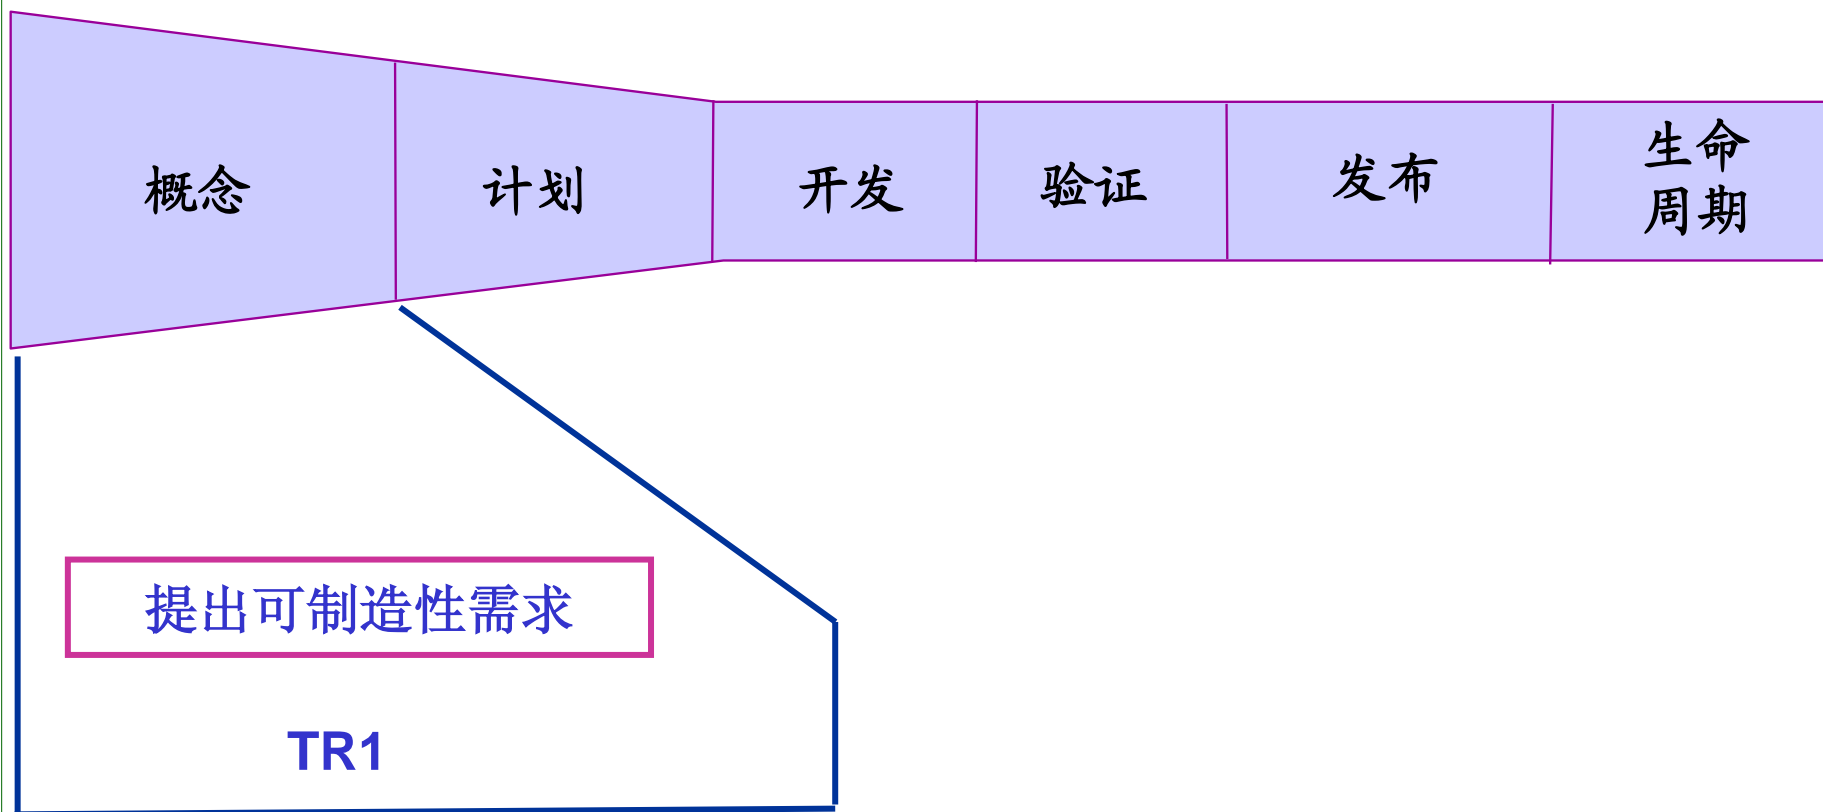 概念
计划
开发
验证
发布
生命
周期
提出可制造性需求
TR1